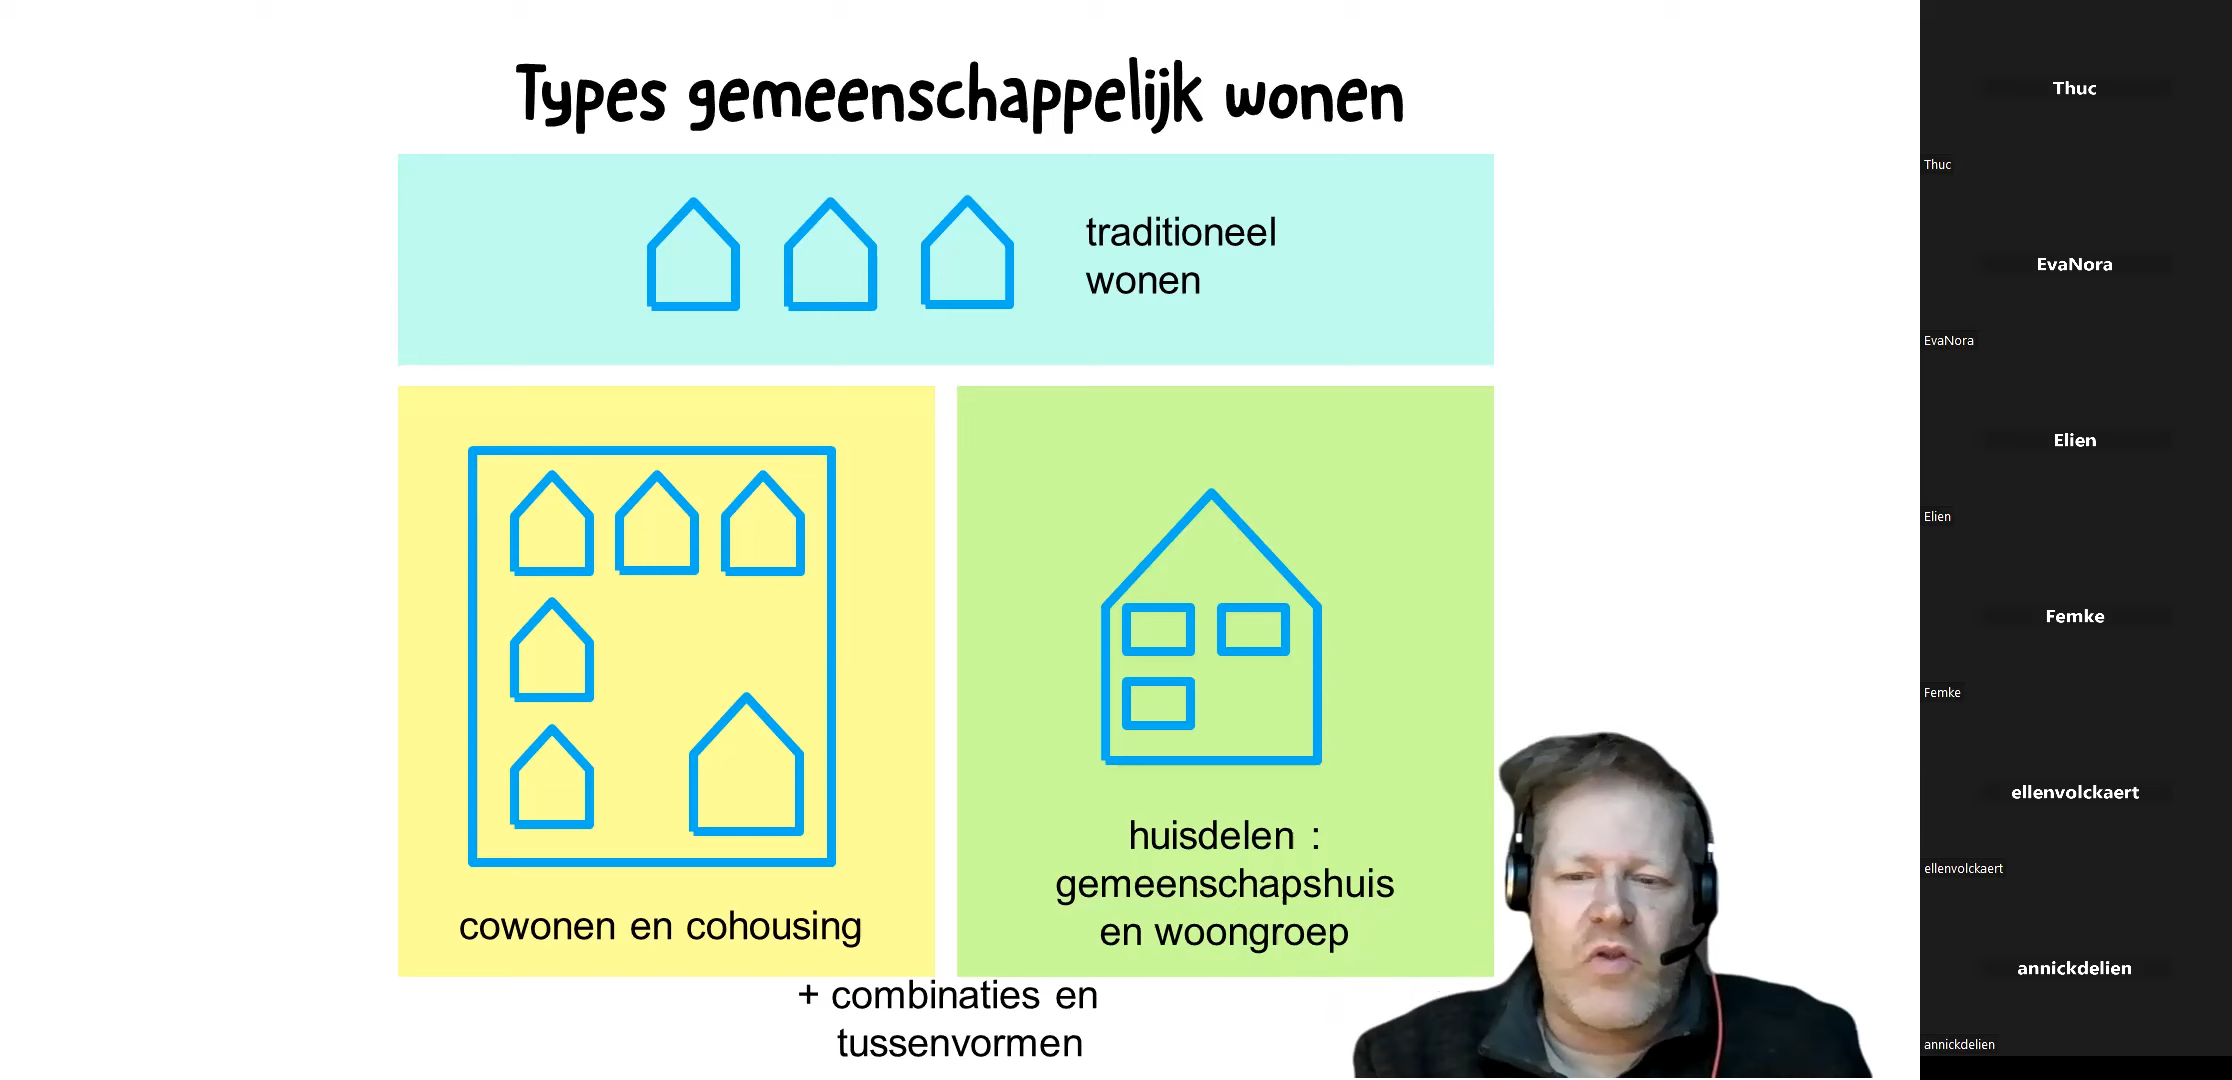 Types gemeenschappelijk wonen
traditioneel
wonen
cowonen en cohousing
huisdelen :
gemeenschapshuis
en woongroep
+ combinaties en
tussenvormen
Thuc
Thuc
EvaNora
EvaNora
Elien
Elien
Femke
Femke
ellenvolckaert
ellenvolckaert
annickdelien
annickdelien